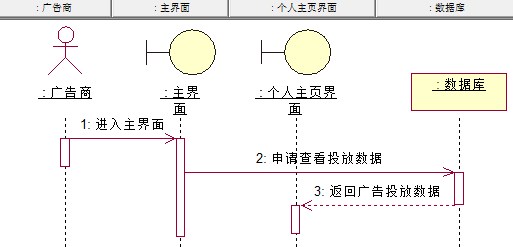 : 广告商
: 主界面
: 个人主页界面
: 数据库
: 广告商
: 主界
面
: 个人主页界
面
: 数据库
1: 进入主界面
2: 申请查看投放数据
3: 返回广告投放数据